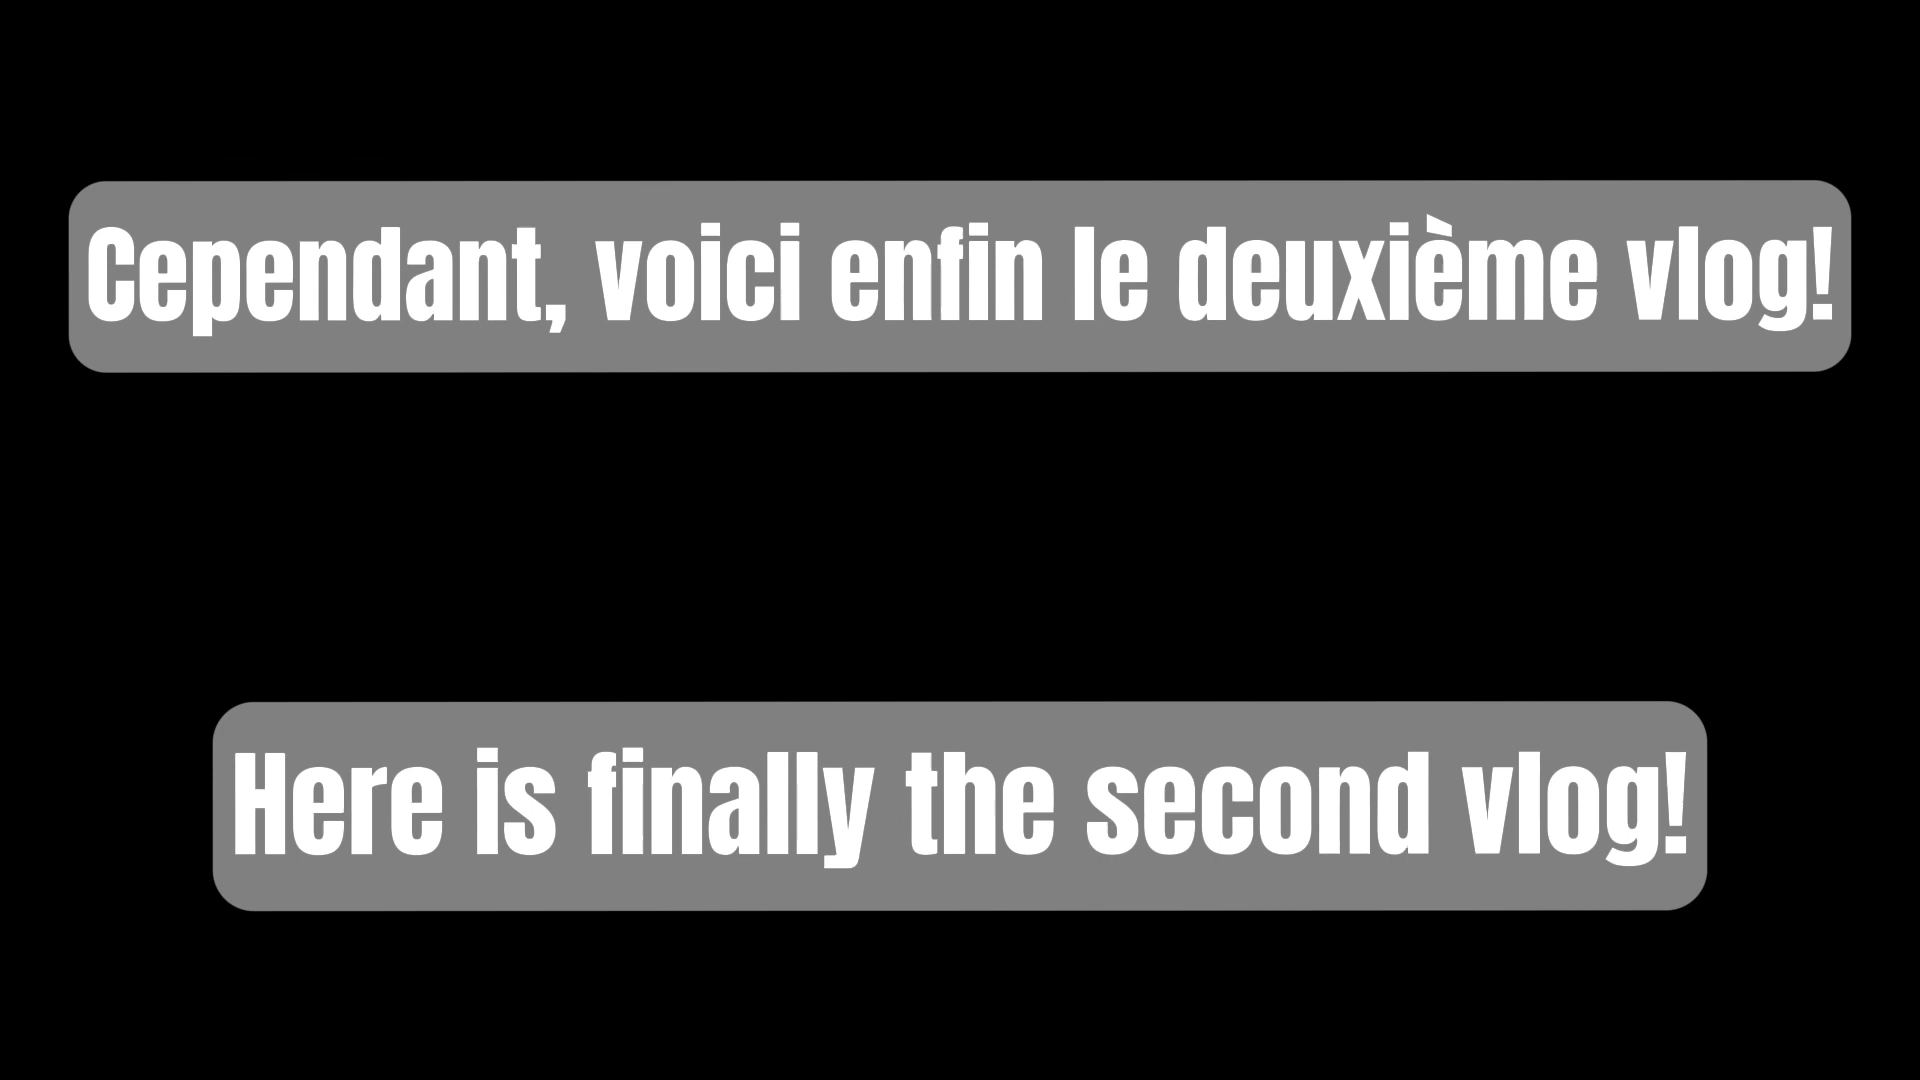 Cependant, voici enfin le deuxième vlog!
Here is finally the second vlog!